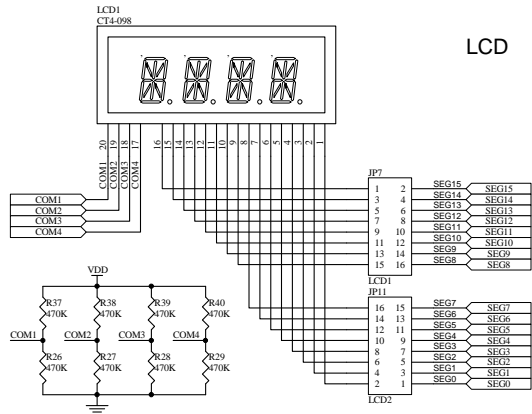 LCD1
CT4-098
LCD
COM1 20
COM2 19
COM3 18
COM4 17
16 15 14 13 12 11 10 9 8 7 6 5 4 3 2 1
COM1
COM2
COM3
COM4
JP7
1 2 SEG15 SEG15
3 4 SEG14 SEG14
5 6 SEG13 SEG13
7 8 SEG12 SEG12
9 10 SEG11 SEG11
11 12 SEG10 SEG10
13 14 SEG9 SEG9
15 16 SEG8 SEG8
LCD1
JP11
16 15 SEG7 SEG7
14 13 SEG6 SEG6
12 11 SEG5 SEG5
10 9 SEG4 SEG4
8 7 SEG3 SEG3
6 5 SEG2 SEG2
4 3 SEG1 SEG1
2 1 SEG0 SEG0
LCD2
VDD
R37 R38 R39 R40
470K 470K 470K 470K
COM1 COM2 COM3 COM4
R26 R27 R28 R29
470K 470K 470K 470K